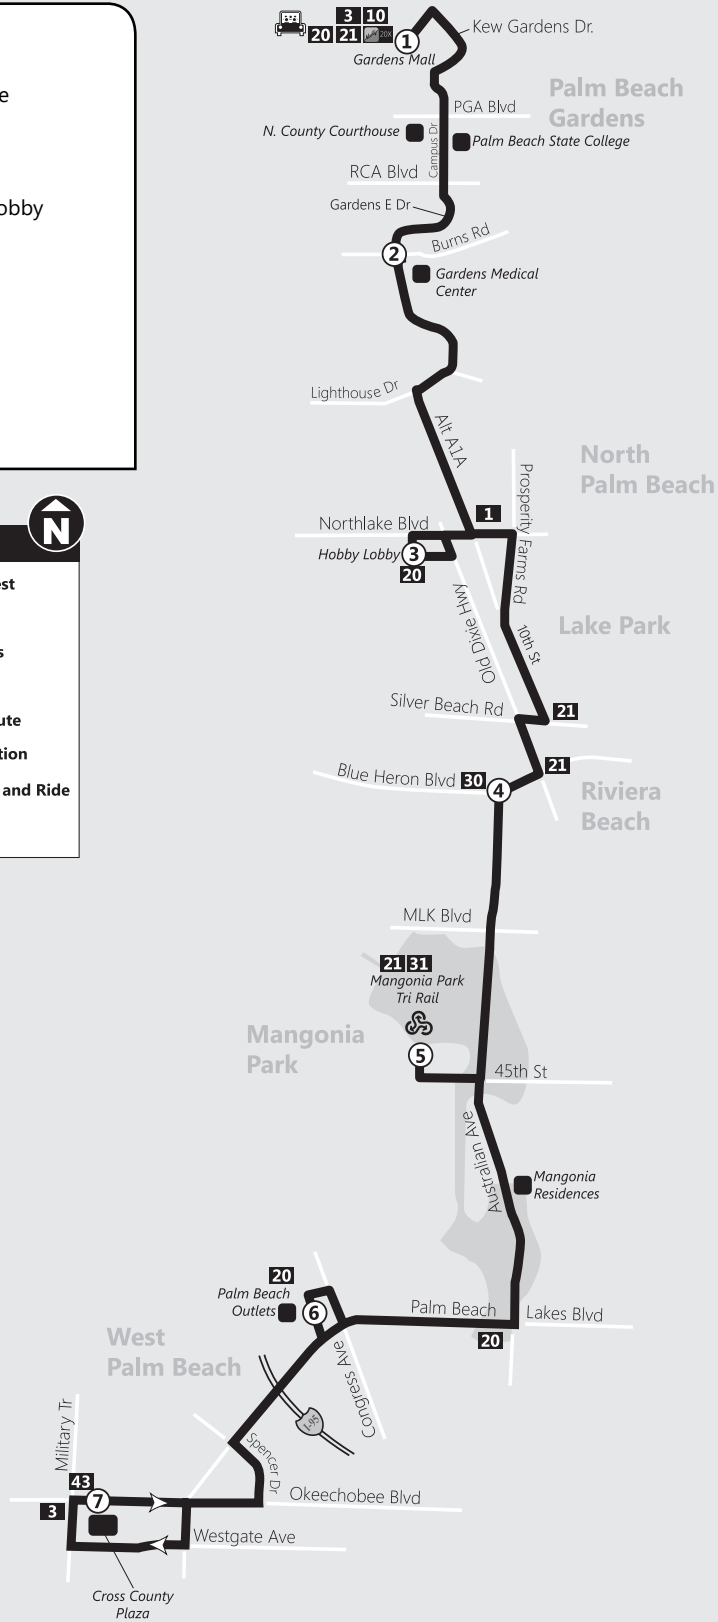 3 10
20 21 20X
1
Kew Gardens Dr.
Gardens Mall
Palm Beach
Gardens
PGA Blvd
N. County Courthouse
Campus Dr
Palm Beach State College
RCA Blvd
Gardens E Dr
Burns Rd
2
Gardens Medical
Center
Lighthouse Dr
Alt A1A
North
Palm Beach
Prosperity Farms Rd
1
Northlake Blvd
Hobby Lobby
3
20
Old Dixie Hwy
10th St
Lake Park
Silver Beach Rd
21
21
Blue Heron Blvd
30
4
Riviera
Beach
MLK Blvd
21 31
Mangonia Park
Tri Rail
Mangonia
Park
5
45th St
Australian Ave
Mangonia
Residences
20
Palm Beach
Outlets
6
Palm Beach
Lakes Blvd
20
West
Palm Beach
Congress Ave
I-95
Military Tr
Spencer Dr
43
7
3
Okeechobee Blvd
Westgate Ave
Cross County
Plaza
e
obby
N
st
s
ute
tion
and Ride